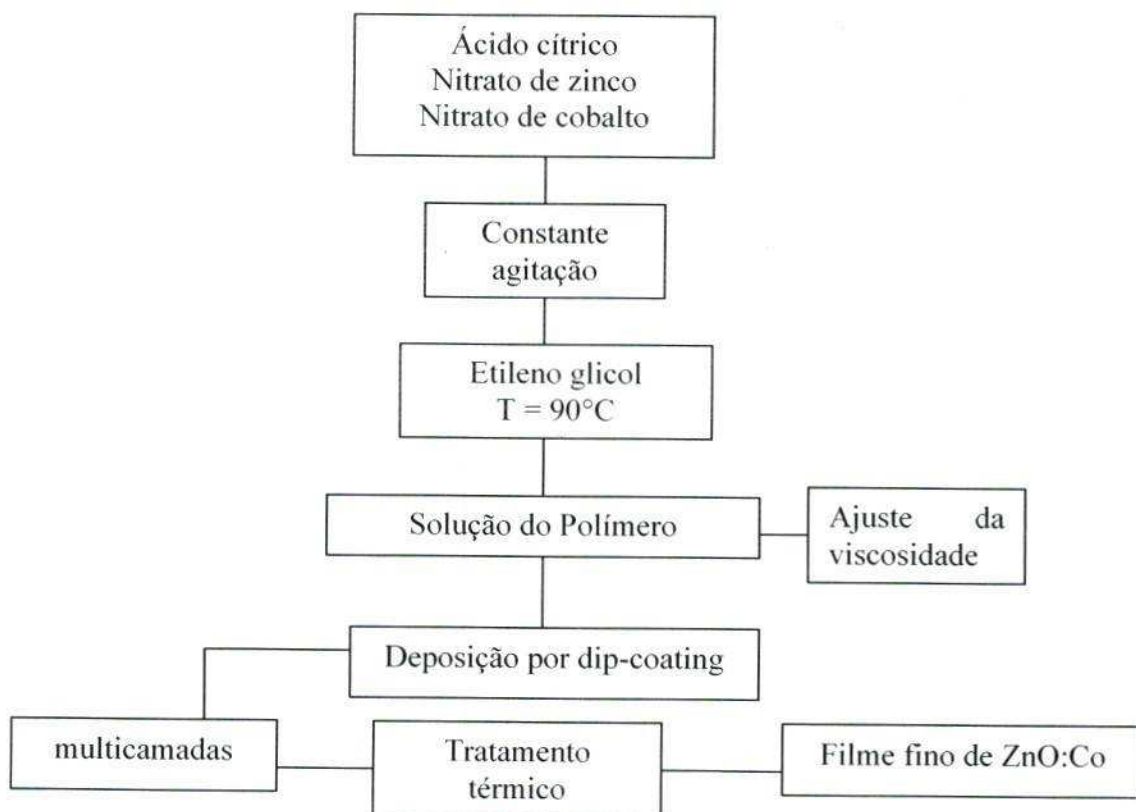 Ácido cítrico
Nitrato de zinco
Nitrato de cobalto
Constante
agitação
Etileno glicol
T = 90°C
Solução do Polímero
Ajuste da
viscosidade
Deposição por dip-coating
multicamadas
Tratamento
térmico
Filme fino de ZnO:Co